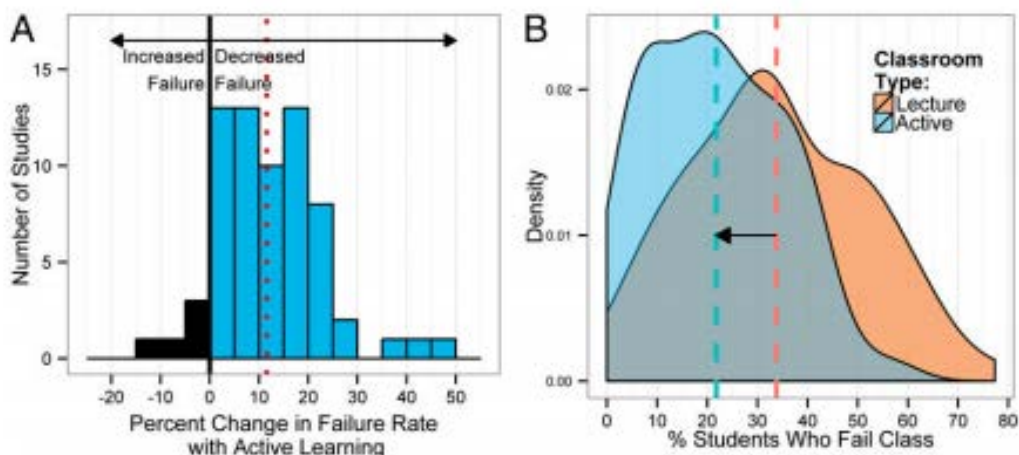 A
Increased Decreased
Failure Failure
15
10
5
0
Number of Studies
-20 -10 0 10 20 30 40 50
Percent Change in Failure Rate
with Active Learning
B
Classroom
Type:
Lecture
Active
0.02
0.01
0.00
Density
0 10 20 30 40 50 60 70 80
% Students Who Fail Class